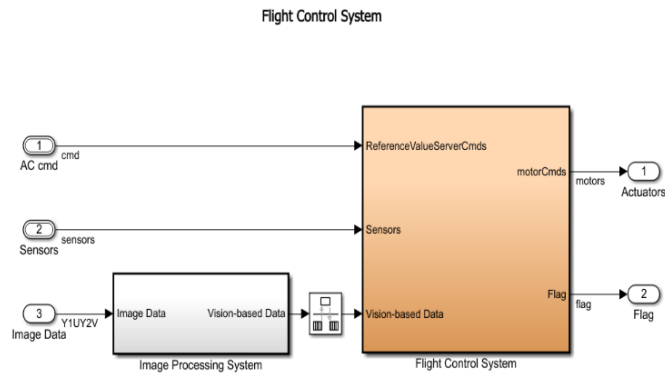 Flight Control System
1
cmd
AC cmd
ReferenceValueServerCmds
motorCmds
motors
1
Actuators
2
sensors
Sensors
Sensors
3
Y1UY2V
Image Data
Image Data
Vision-based Data
Image Processing System
Vision-based Data
Flag
flag
2
Flag
Flight Control System